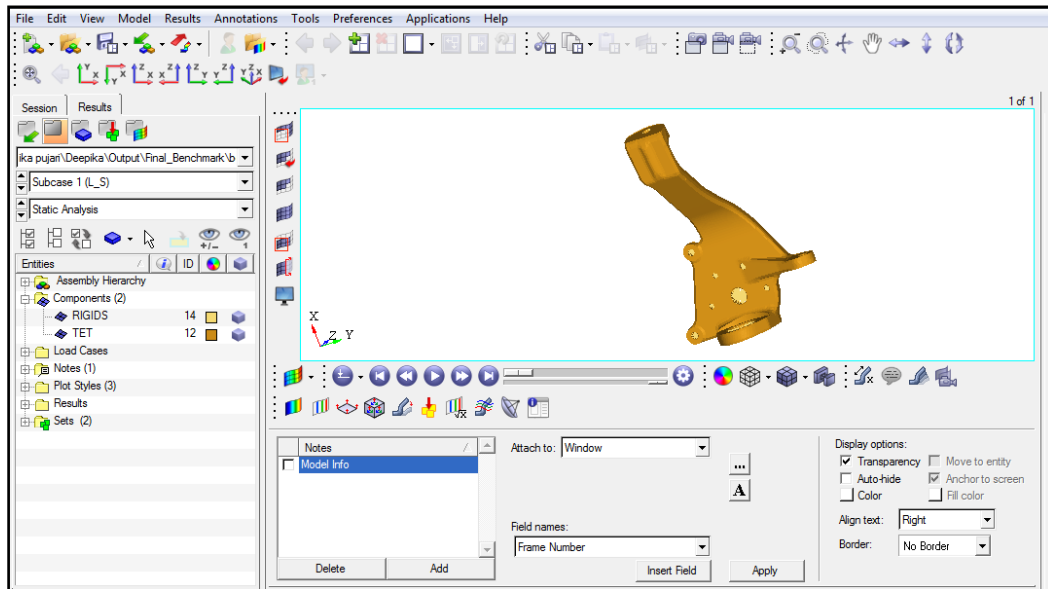 File Edit View Model Results Annotations Tools Preferences Applications Help
Session Results
1 of 1
ika pujari\Deepika\Output\Final_Benchmark\b
Subcase 1 (L_S)
Static Analysis
Entities ID
Assembly Hierarchy
Components (2)
RIGIDS 14
TET 12
Load Cases
Notes (1)
Plot Styles (3)
Results
Sets (2)
X
Z Y
Notes
Model Info
Delete Add
Attach to: Window
...
A
Field names:
Frame Number
Insert Field Apply
Display options:
Transparency Move to entity
Auto-hide Anchor to screen
Color Fill color
Align text: Right
Border: No Border